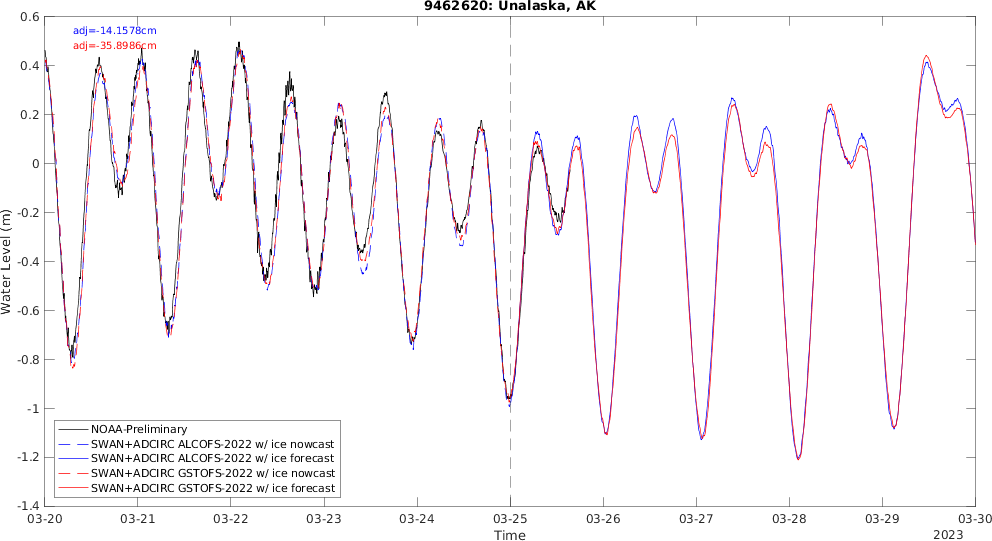 9462620: Unalaska, AK
adj=-14.1578cm
adj=-35.8986cm
0.6
0.4
0.2
0
-0.2
-0.4
-0.6
-0.8
-1
-1.2
-1.4
Water Level (m)
NOAA-Preliminary
SWAN+ADCIRC ALCOFS-2022 w/ ice nowcast
SWAN+ADCIRC ALCOFS-2022 w/ ice forecast
SWAN+ADCIRC GSTOFS-2022 w/ ice nowcast
SWAN+ADCIRC GSTOFS-2022 w/ ice forecast
03-20 03-21 03-22 03-23 03-24 03-25 03-26 03-27 03-28 03-29 03-30
Time
2023